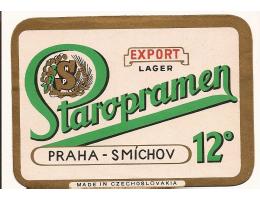 S
EXPORT
LAGER
Staropramen
PRAHA - SMÍCHOV
12°
MADE IN CZECHOSLOVAKIA